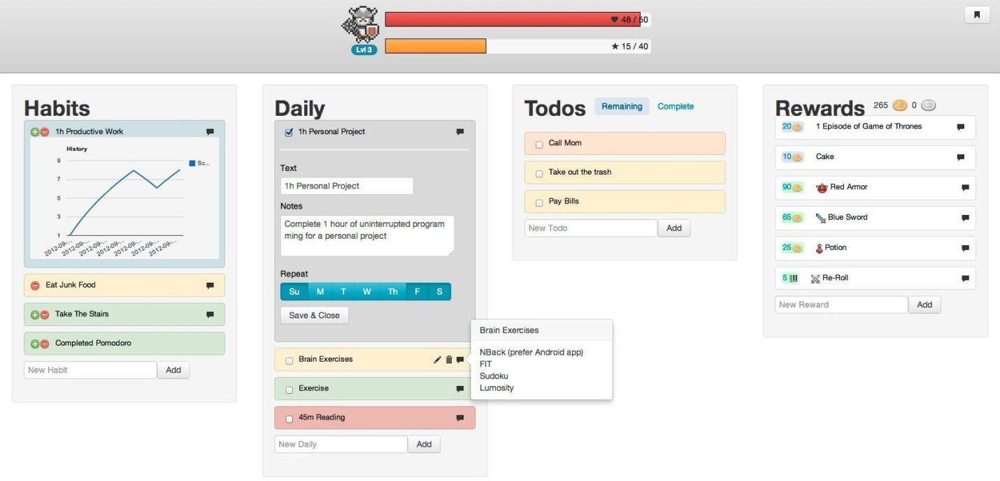 48 / 50
Lvl 3
15 / 40
Habits
1h Productive Work
History
9
7
5
3
1
Sc...
2012-09-...
2012-09-...
2012-09-...
2012-09-...
2012-09-...
2012-09-...
2012-09-...
Eat Junk Food
Take The Stairs
Completed Pomodoro
New Habit
Add
Daily
1h Personal Project
Text
1h Personal Project
Notes
Complete 1 hour of uninterrupted program
ming for a personal project
Repeat
Su M T W Th F S
Save & Close
Brain Exercises
Exercise
45m Reading
New Daily
Add
Brain Exercises
NBack (prefer Android app)
FIT
Sudoku
Lumosity
Todos
Remaining
Complete
Call Mom
Take out the trash
Pay Bills
New Todo
Add
Rewards
265 0
20 1 Episode of Game of Thrones
10 Cake
90 Red Armor
65 Blue Sword
25 Potion
5 Re-Roll
New Reward
Add